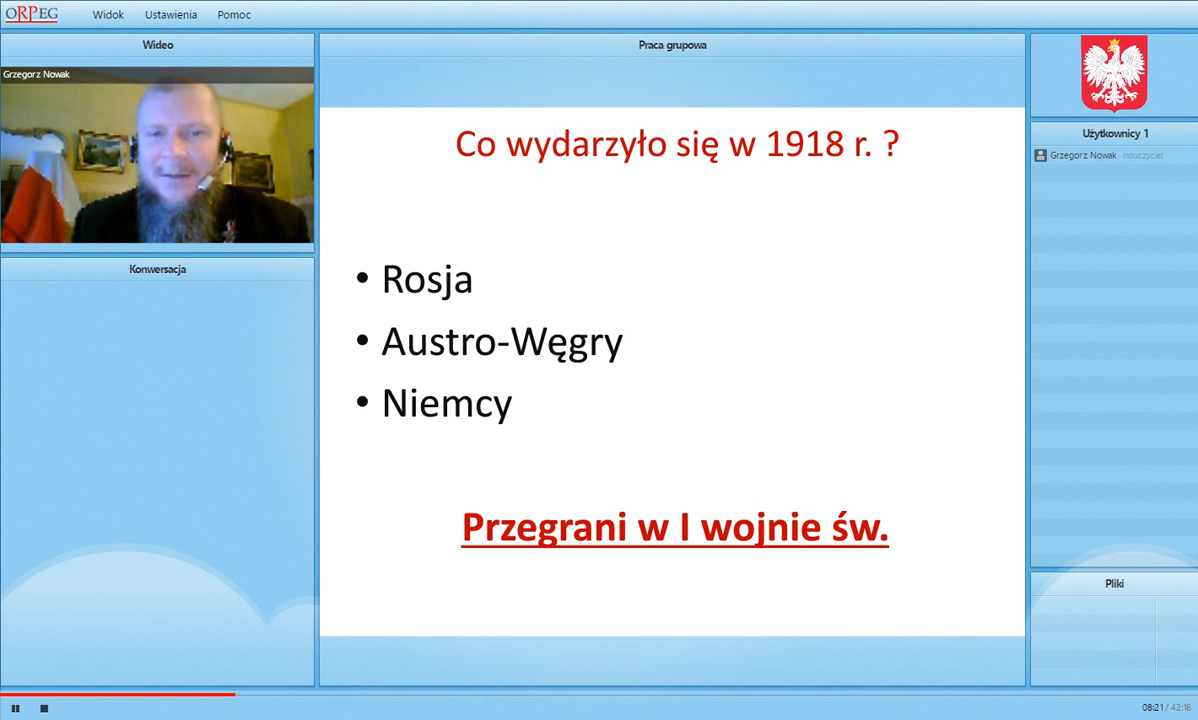 ORPEG
Widok Ustawienia Pomoc
Wideo
Grzegorz Nowak
Konwersacja
Praca grupowa
Co wydarzyło się w 1918 r. ?
• Rosja
• Austro-Węgry
• Niemcy
Przegrani w I wojnie św.
Użytkownicy 1
Grzegorz Nowak nauczyciel
Pliki
08:21 / 42:16